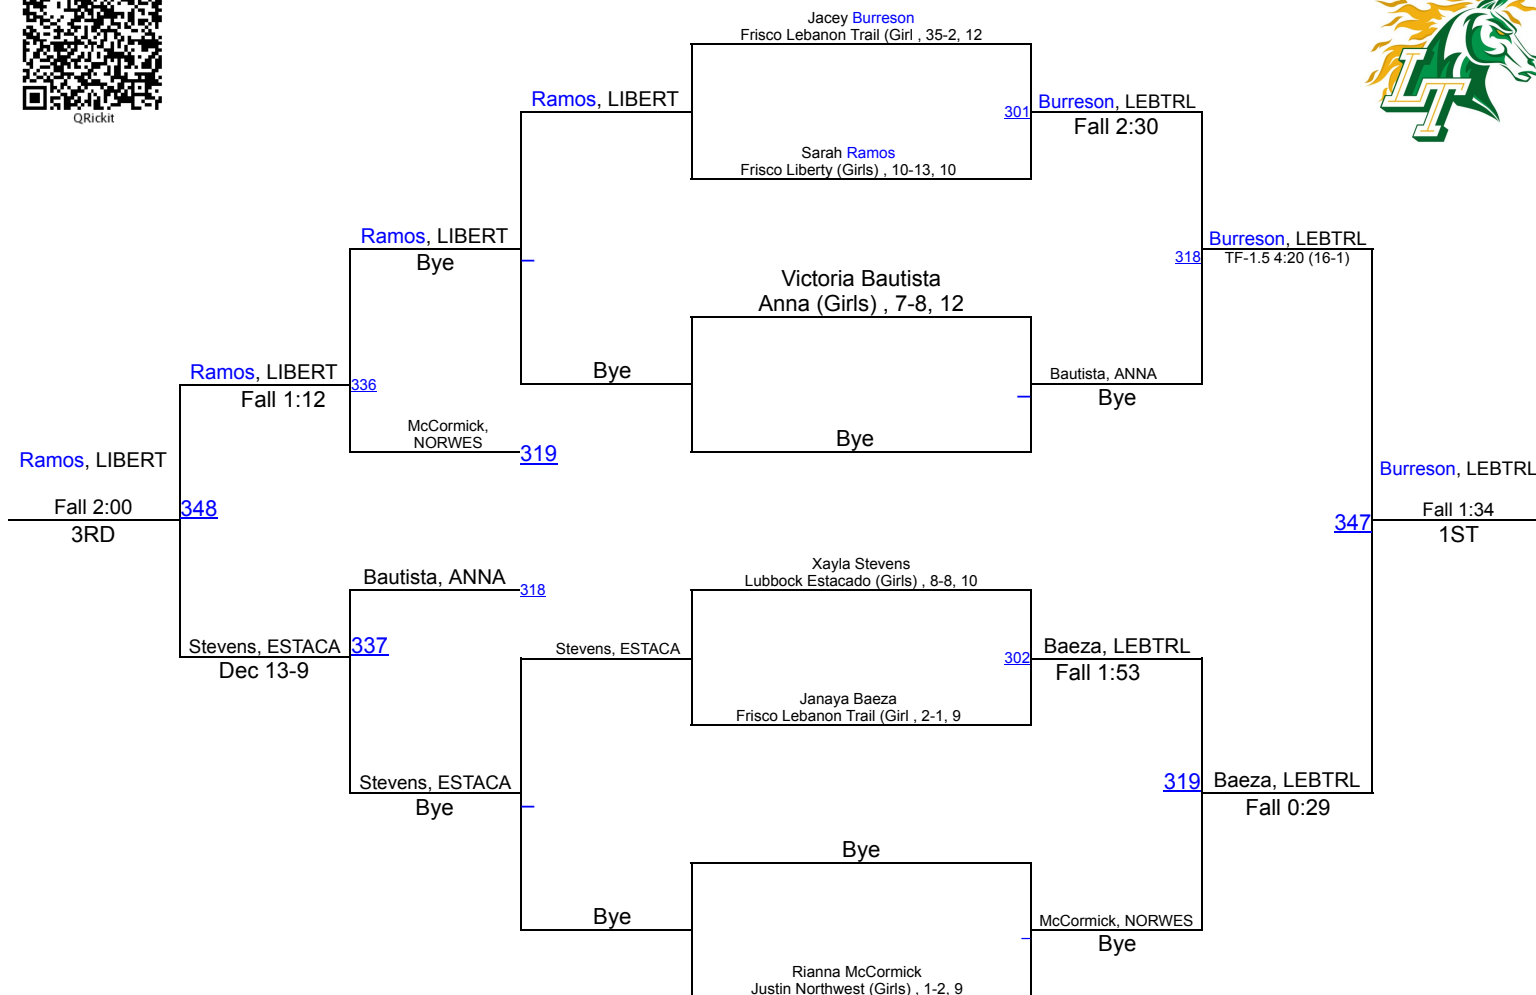 Jacey Burreson
Frisco Lebanon Trail (Girl , 35-2, 12
QRickit
Ramos, LIBERT
301
Burreson, LEBTRL
Fall 2:30
Sarah Ramos
Frisco Liberty (Girls) , 10-13, 10
Ramos, LIBERT
Bye
318
Burreson, LEBTRL
TF-1.5 4:20 (16-1)
Victoria Bautista
Anna (Girls) , 7-8, 12
Ramos, LIBERT
Fall 1:12
336
Bye
Bautista, ANNA
Bye
McCormick,
NORWES
319
Bye
Ramos, LIBERT
Fall 2:00
3RD
348
Burreson, LEBTRL
347
Fall 1:34
1ST
Bautista, ANNA
318
Xayla Stevens
Lubbock Estacado (Girls) , 8-8, 10
Stevens, ESTACA
Dec 13-9
337
Stevens, ESTACA
302
Baeza, LEBTRL
Fall 1:53
Janaya Baeza
Frisco Lebanon Trail (Girl , 2-1, 9
Stevens, ESTACA
Bye
319
Baeza, LEBTRL
Fall 0:29
Bye
Bye
McCormick, NORWES
Bye
Rianna McCormick
Justin Northwest (Girls) , 1-2, 9
LT